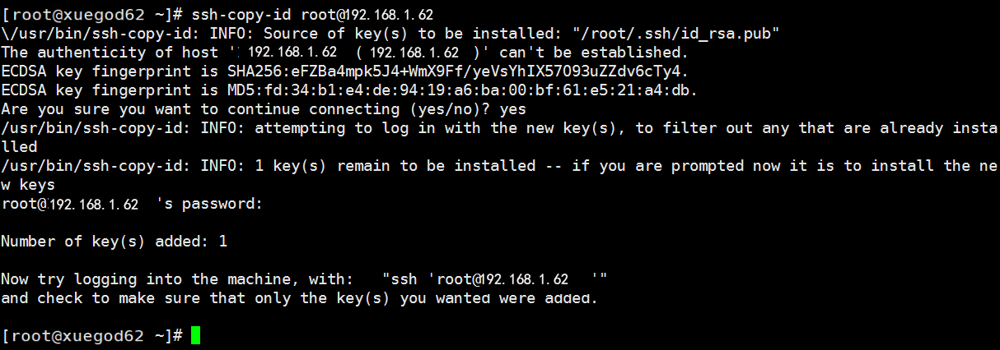 [root@xuegod62 ~]# ssh-copy-id root@192.168.1.62
\/usr/bin/ssh-copy-id: INFO: Source of key(s) to be installed: "/root/.ssh/id_rsa.pub"
The authenticity of host '192.168.1.62 (192.168.1.62 )' can't be established.
ECDSA key fingerprint is SHA256:eFZBa4mpk5J4+WmX9Ff/yeVsYhIX57O93uZZdv6cTy4.
ECDSA key fingerprint is MD5:fd:34:b1:e4:de:94:19:a6:ba:00:bf:61:e5:21:a4:db.
Are you sure you want to continue connecting (yes/no)? yes
/usr/bin/ssh-copy-id: INFO: attempting to log in with the new key(s), to filter out any that are already insta
lled
/usr/bin/ssh-copy-id: INFO: 1 key(s) remain to be installed -- if you are prompted now it is to install the ne
w keys
root@192.168.1.62 's password:
Number of key(s) added: 1
Now try logging into the machine, with: "ssh 'root@192.168.1.62 '"
and check to make sure that only the key(s) you wanted were added.
[root@xuegod62 ~]#